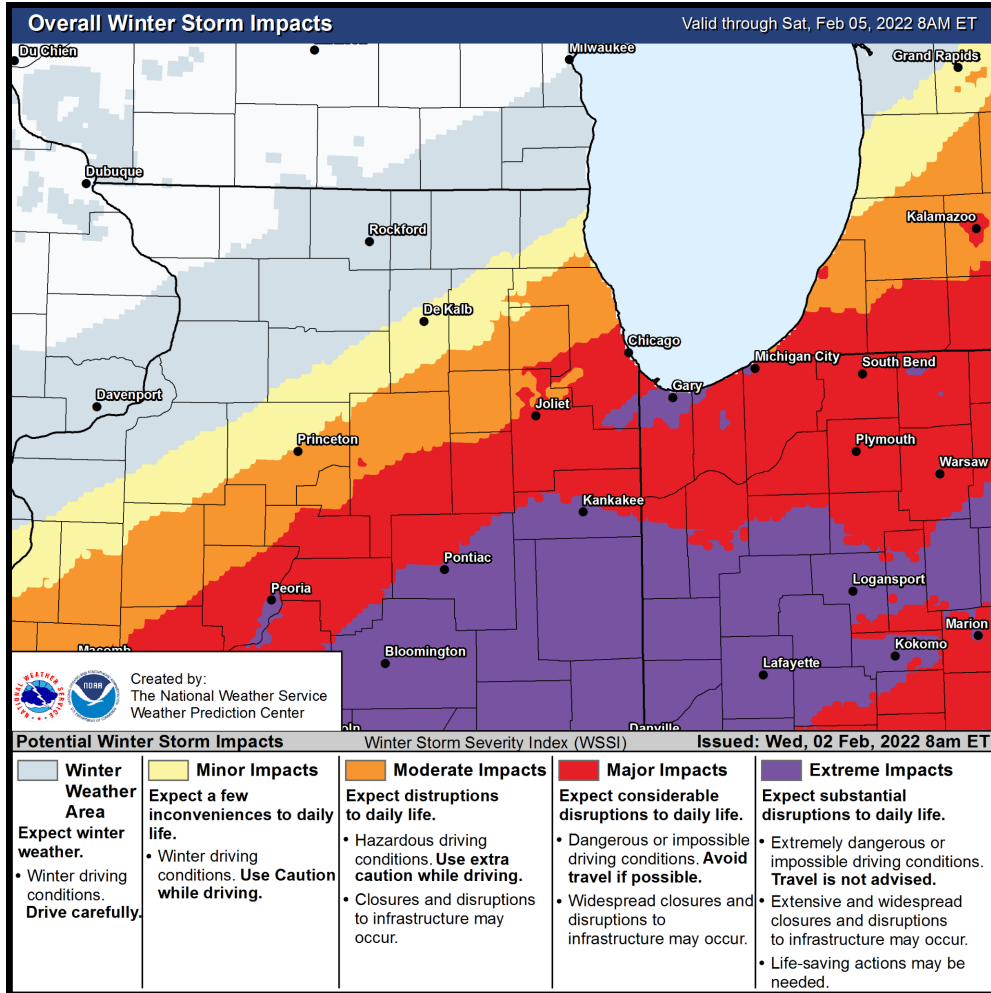 Overall Winter Storm Impacts
Valid through Sat, Feb 05, 2022 8AM ET
Du Chien
Milwaukee
Grand Rapids
Dubuque
Kalamazoo
Rockford
De Kalb
Chicago
Michigan City
South Bend
Davenport
Gary
Joliet
Princeton
Plymouth
Warsaw
Kankakee
Pontiac
Logansport
Peoria
Marion
Macomb
Bloomington
Kokomo
Lafayette
Danville
NATIONAL WEATHER SERVICE
NOAA
Created by:
The National Weather Service
Weather Prediction Center
Potential Winter Storm Impacts
Winter Storm Severity Index (WSSI)
Issued: Wed, 02 Feb, 2022 8am ET
Winter
Weather
Area
Expect winter
weather.
• Winter driving
conditions.
Drive carefully.
Minor Impacts
Expect a few
inconveniences to daily
life.
• Winter driving
conditions. Use Caution
while driving.
Moderate Impacts
Expect distruptions
to daily life.
• Hazardous driving
conditions. Use extra
caution while driving.
• Closures and disruptions
to infrastructure may
occur.
Major Impacts
Expect considerable
disruptions to daily life.
• Dangerous or impossible
driving conditions. Avoid
travel if possible.
• Widespread closures and
disruptions to
infrastructure may occur.
Extreme Impacts
Expect substantial
disruptions to daily life.
• Extremely dangerous or
impossible driving conditions.
Travel is not advised.
• Extensive and widespread
closures and disruptions
to infrastructure may occur.
• Life-saving actions may be
needed.